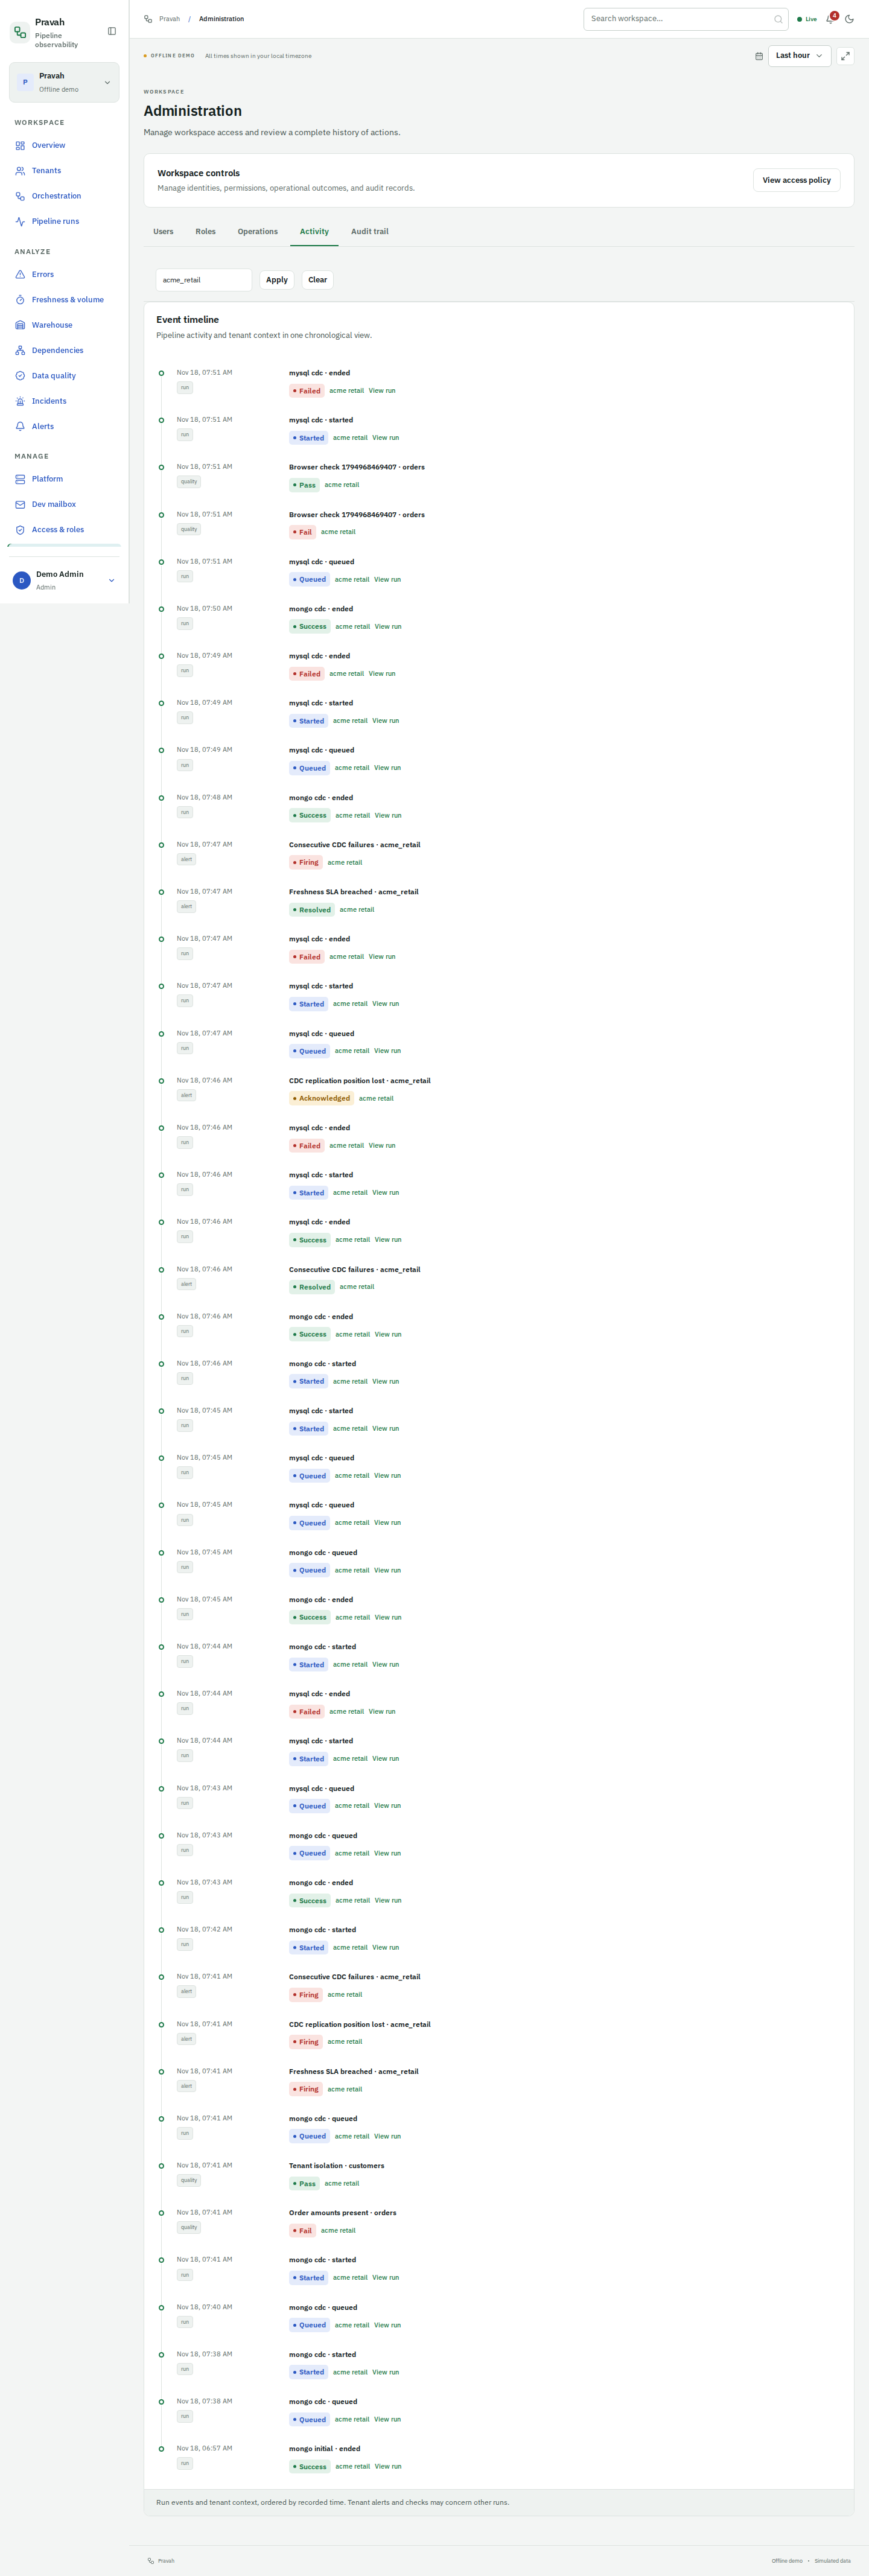 Pravah
Pipeline
observability
P
Pravah
Offline demo
WORKSPACE
Overview
Tenants
Orchestration
Pipeline runs
ANALYZE
Errors
Freshness & volume
Warehouse
Dependencies
Data quality
Incidents
Alerts
MANAGE
Platform
Dev mailbox
Access & roles
D
Demo Admin
Admin
Pravah / Administration
Search workspace...
Live
4
OFFLINE DEMO All times shown in your local timezone
Last hour
WORKSPACE
Administration
Manage workspace access and review a complete history of actions.
Workspace controls
Manage identities, permissions, operational outcomes, and audit records.
View access policy
Users Roles Operations Activity Audit trail
acme_retail Apply Clear
Event timeline
Pipeline activity and tenant context in one chronological view.
Nov 18, 07:51 AM mysql cdc · ended
run Failed acme retail View run
Nov 18, 07:51 AM mysql cdc · started
run Started acme retail View run
Nov 18, 07:51 AM Browser check 1794968469407 · orders
quality Pass acme retail
Nov 18, 07:51 AM Browser check 1794968469407 · orders
quality Fail acme retail
Nov 18, 07:51 AM mysql cdc · queued
run Queued acme retail View run
Nov 18, 07:50 AM mongo cdc · ended
run Success acme retail View run
Nov 18, 07:49 AM mysql cdc · ended
run Failed acme retail View run
Nov 18, 07:49 AM mysql cdc · started
run Started acme retail View run
Nov 18, 07:49 AM mysql cdc · queued
run Queued acme retail View run
Nov 18, 07:48 AM mongo cdc · ended
run Success acme retail View run
Nov 18, 07:47 AM Consecutive CDC failures · acme_retail
alert Firing acme retail
Nov 18, 07:47 AM Freshness SLA breached · acme_retail
alert Resolved acme retail
Nov 18, 07:47 AM mysql cdc · ended
run Failed acme retail View run
Nov 18, 07:47 AM mysql cdc · started
run Started acme retail View run
Nov 18, 07:47 AM mysql cdc · queued
run Queued acme retail View run
Nov 18, 07:46 AM CDC replication position lost · acme_retail
alert Acknowledged acme retail
Nov 18, 07:46 AM mysql cdc · ended
run Failed acme retail View run
Nov 18, 07:46 AM mysql cdc · started
run Started acme retail View run
Nov 18, 07:46 AM mysql cdc · ended
run Success acme retail View run
Nov 18, 07:46 AM Consecutive CDC failures · acme_retail
alert Resolved acme retail
Nov 18, 07:46 AM mongo cdc · ended
run Success acme retail View run
Nov 18, 07:46 AM mongo cdc · started
run Started acme retail View run
Nov 18, 07:45 AM mysql cdc · started
run Started acme retail View run
Nov 18, 07:45 AM mysql cdc · queued
run Queued acme retail View run
Nov 18, 07:45 AM mysql cdc · queued
run Queued acme retail View run
Nov 18, 07:45 AM mongo cdc · queued
run Queued acme retail View run
Nov 18, 07:45 AM mongo cdc · ended
run Success acme retail View run
Nov 18, 07:44 AM mongo cdc · started
run Started acme retail View run
Nov 18, 07:44 AM mysql cdc · ended
run Failed acme retail View run
Nov 18, 07:44 AM mysql cdc · started
run Started acme retail View run
Nov 18, 07:43 AM mysql cdc · queued
run Queued acme retail View run
Nov 18, 07:43 AM mongo cdc · queued
run Queued acme retail View run
Nov 18, 07:43 AM mongo cdc · ended
run Success acme retail View run
Nov 18, 07:42 AM mongo cdc · started
run Started acme retail View run
Nov 18, 07:41 AM Consecutive CDC failures · acme_retail
alert Firing acme retail
Nov 18, 07:41 AM CDC replication position lost · acme_retail
alert Firing acme retail
Nov 18, 07:41 AM Freshness SLA breached · acme_retail
alert Firing acme retail
Nov 18, 07:41 AM mongo cdc · queued
run Queued acme retail View run
Nov 18, 07:41 AM Tenant isolation · customers
quality Pass acme retail
Nov 18, 07:41 AM Order amounts present · orders
quality Fail acme retail
Nov 18, 07:41 AM mongo cdc · started
run Started acme retail View run
Nov 18, 07:40 AM mongo cdc · queued
run Queued acme retail View run
Nov 18, 07:38 AM mongo cdc · started
run Started acme retail View run
Nov 18, 07:38 AM mongo cdc · queued
run Queued acme retail View run
Nov 18, 06:57 AM mongo initial · ended
run Success acme retail View run
Run events and tenant context, ordered by recorded time. Tenant alerts and checks may concern other runs.
Pravah
Offline demo • Simulated data